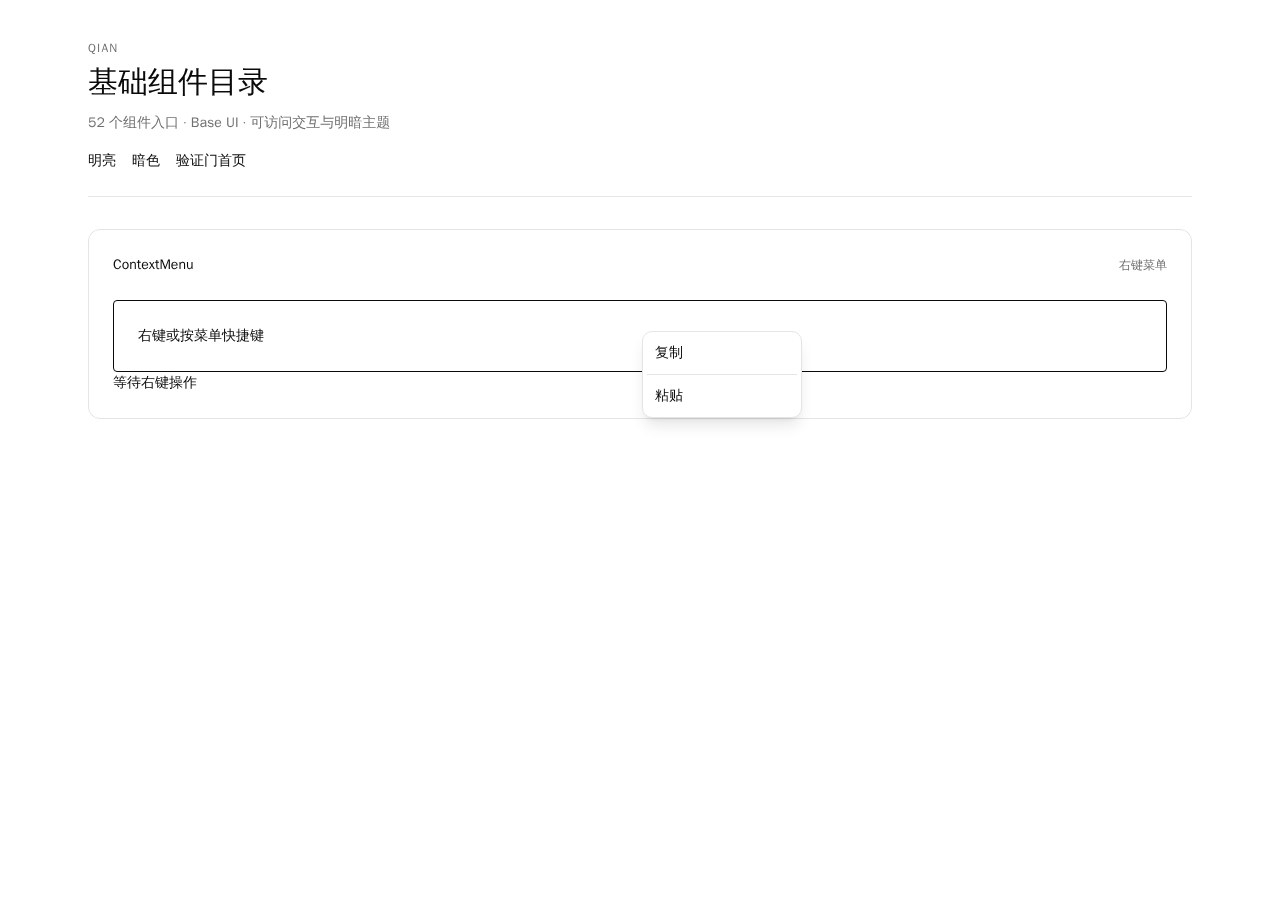 QIAN
基础组件目录
52 个组件入口 · Base UI · 可访问交互与明暗主题
明亮 暗色 验证门首页
ContextMenu 右键菜单
右键或按菜单快捷键
复制
等待右键操作
粘贴